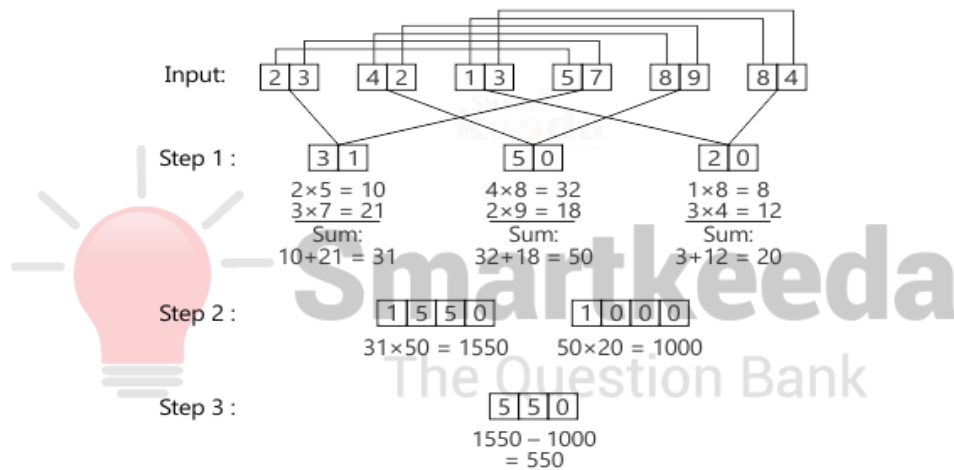 Input: 2 3 4 2 1 3 5 7 8 9 8 4
Step 1 : 3 1 5 0 2 0
2×5 = 10 4×8 = 32 1×8 = 8
3×7 = 21 2×9 = 18 3×4 = 12
Sum: Sum: Sum:
10+21 = 31 32+18 = 50 3+12 = 20
Smartkeeda
Step 2 : 1 5 5 0 1 0 0 0
31×50 = 1550 50×20 = 1000
The Question Bank
Step 3 : 5 5 0
1550 – 1000
= 550